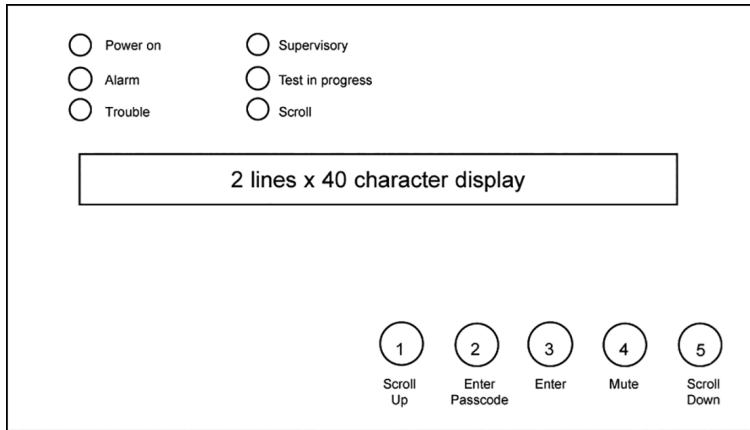 Power on
Supervisory
Alarm
Test in progress
Trouble
Scroll
2 lines x 40 character display
1
2
3
4
5
Scroll
Up
Enter
Passcode
Enter
Mute
Scroll
Down